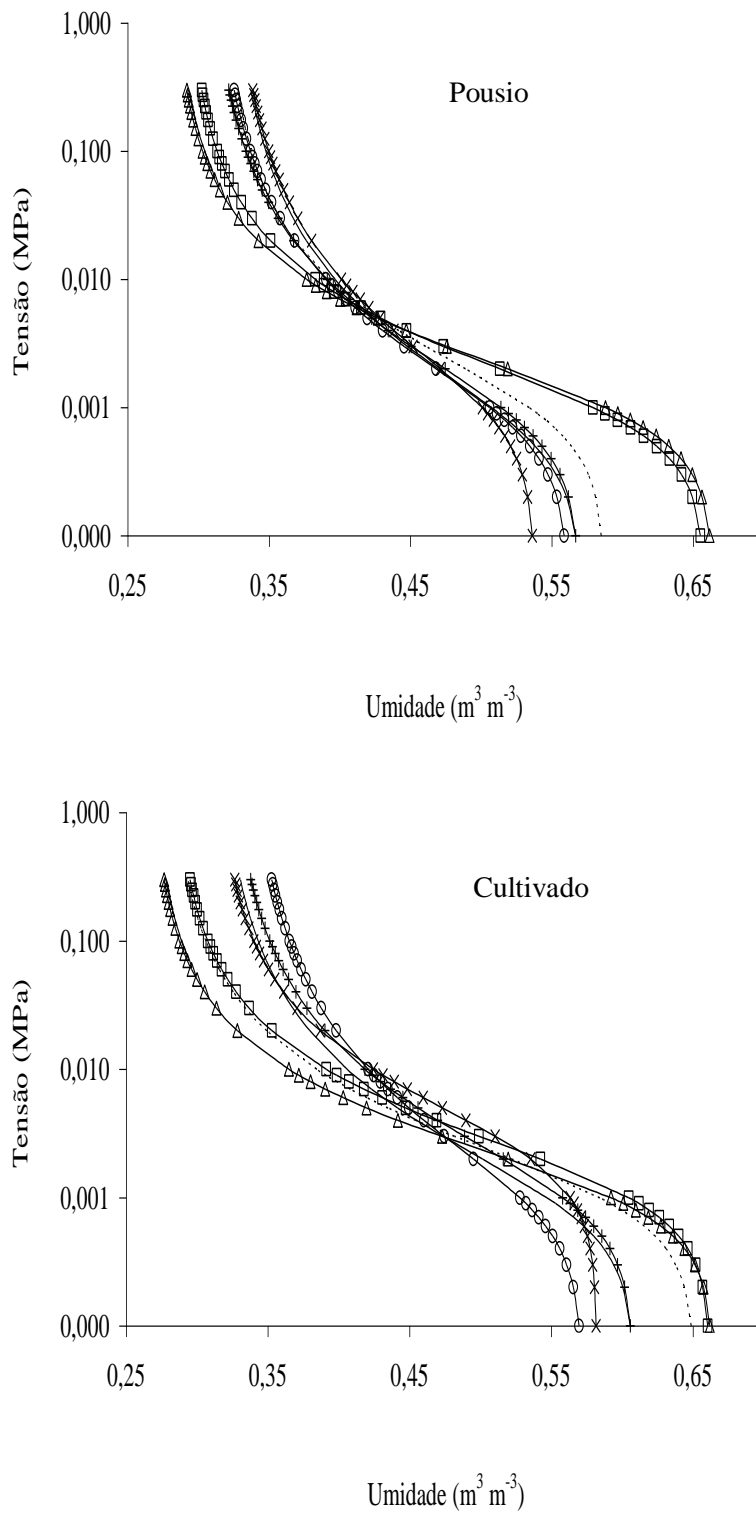 1,000
Pousio
0,100
Tensão (MPa)
0,010
0,001
0,000
0,25 0,35 0,45 0,55 0,65
Umidade (m³ m⁻³)
1,000
Cultivado
0,100
Tensão (MPa)
0,010
0,001
0,000
0,25 0,35 0,45 0,55 0,65
Umidade (m³ m⁻³)